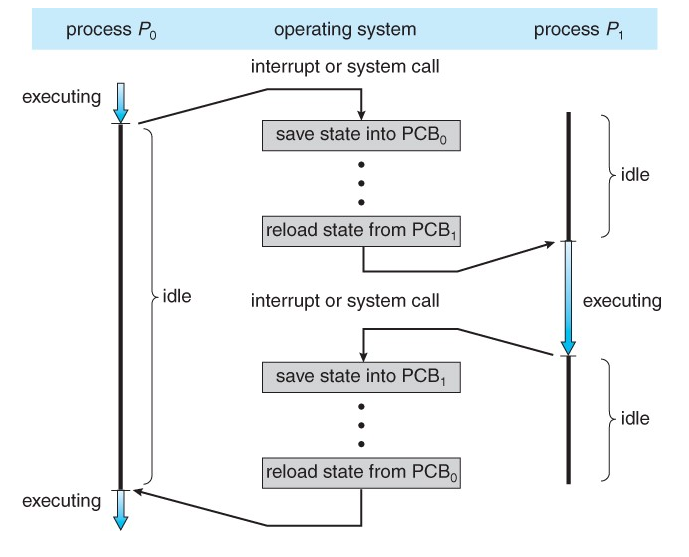 process P₀ operating system process P₁
interrupt or system call
executing
save state into PCB₀
idle
reload state from PCB₁
idle
interrupt or system call
executing
save state into PCB₁
idle
reload state from PCB₀
executing